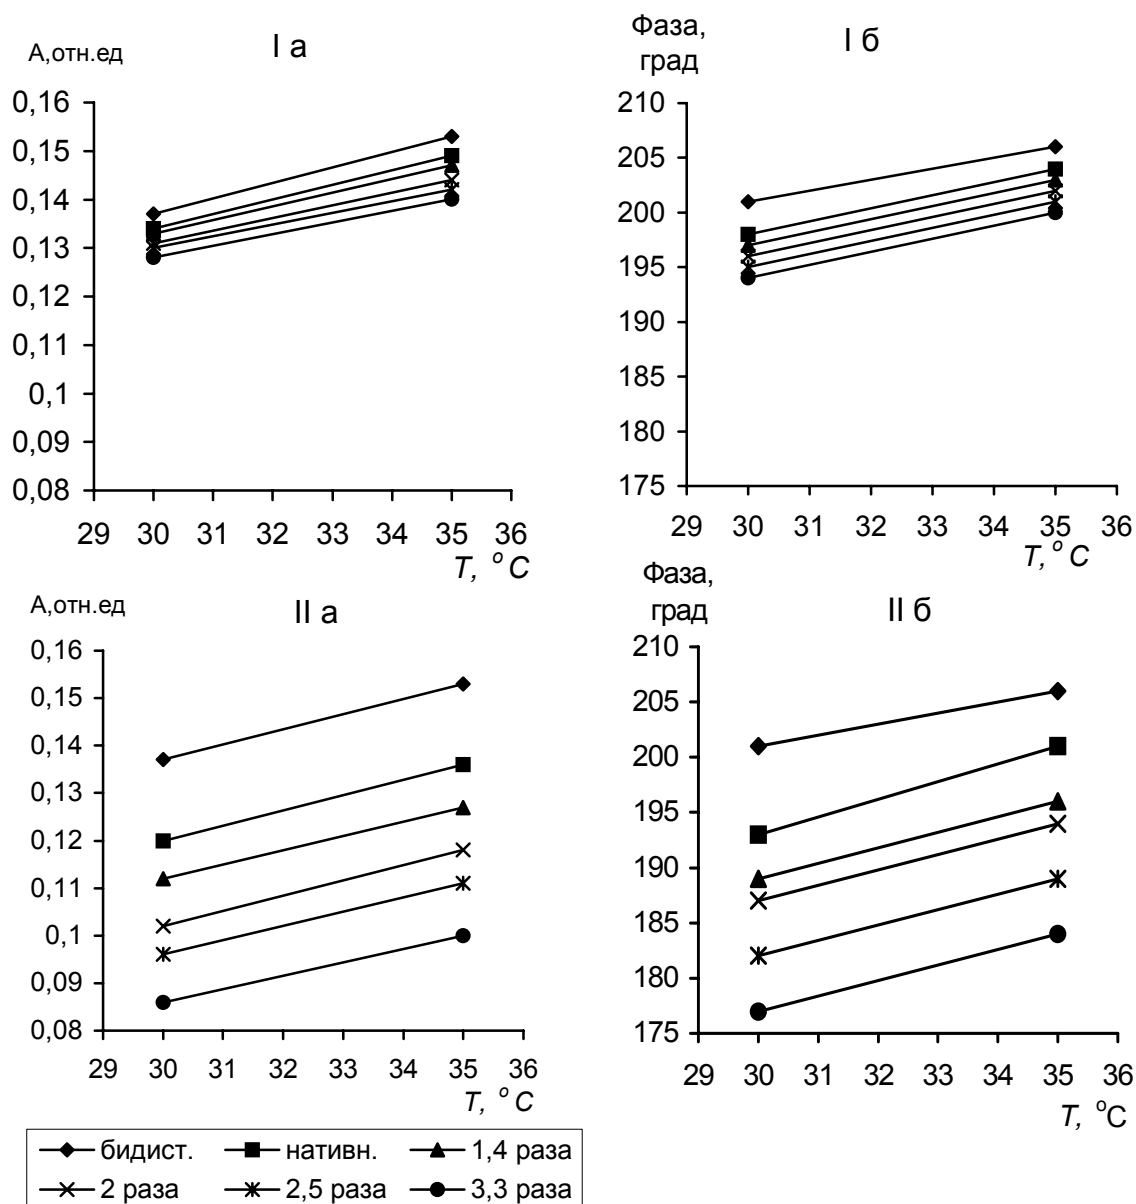 А,отн.ед
I а
0,16
0,15
0,14
0,13
0,12
0,11
0,1
0,09
0,08
29 30 31 32 33 34 35 36
T, °C
Фаза,
град
I б
210
205
200
195
190
185
180
175
29 30 31 32 33 34 35 36
T, °C
А,отн.ед
II а
0,16
0,15
0,14
0,13
0,12
0,11
0,1
0,09
0,08
29 30 31 32 33 34 35 36
T, °C
Фаза,
град
II б
210
205
200
195
190
185
180
175
29 30 31 32 33 34 35 36
T, °C
бидист. нативн. 1,4 раза
2 раза 2,5 раза 3,3 раза